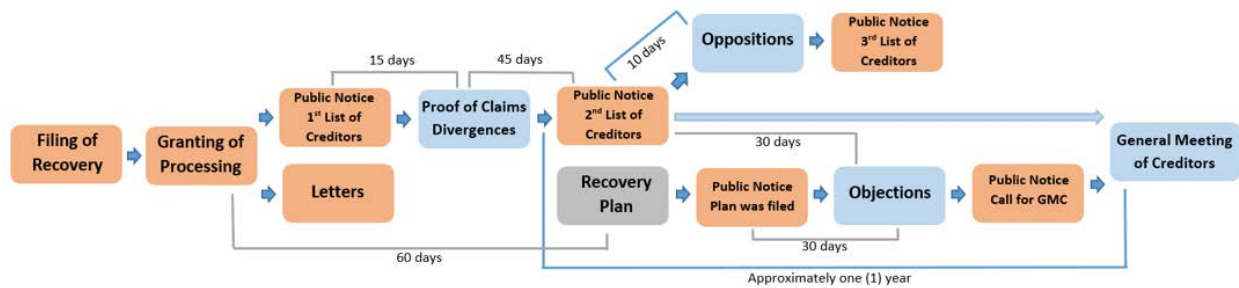 Filing of
Recovery
Granting of
Processing
Public Notice
1st List of
Creditors
Letters
15 days
Proof of Claims
Divergences
45 days
Public Notice
2nd List of
Creditors
10 days
Oppositions
Public Notice
3rd List of
Creditors
30 days
General Meeting
of Creditors
Recovery
Plan
Public Notice
Plan was filed
Objections
Public Notice
Call for GMC
30 days
60 days
Approximately one (1) year